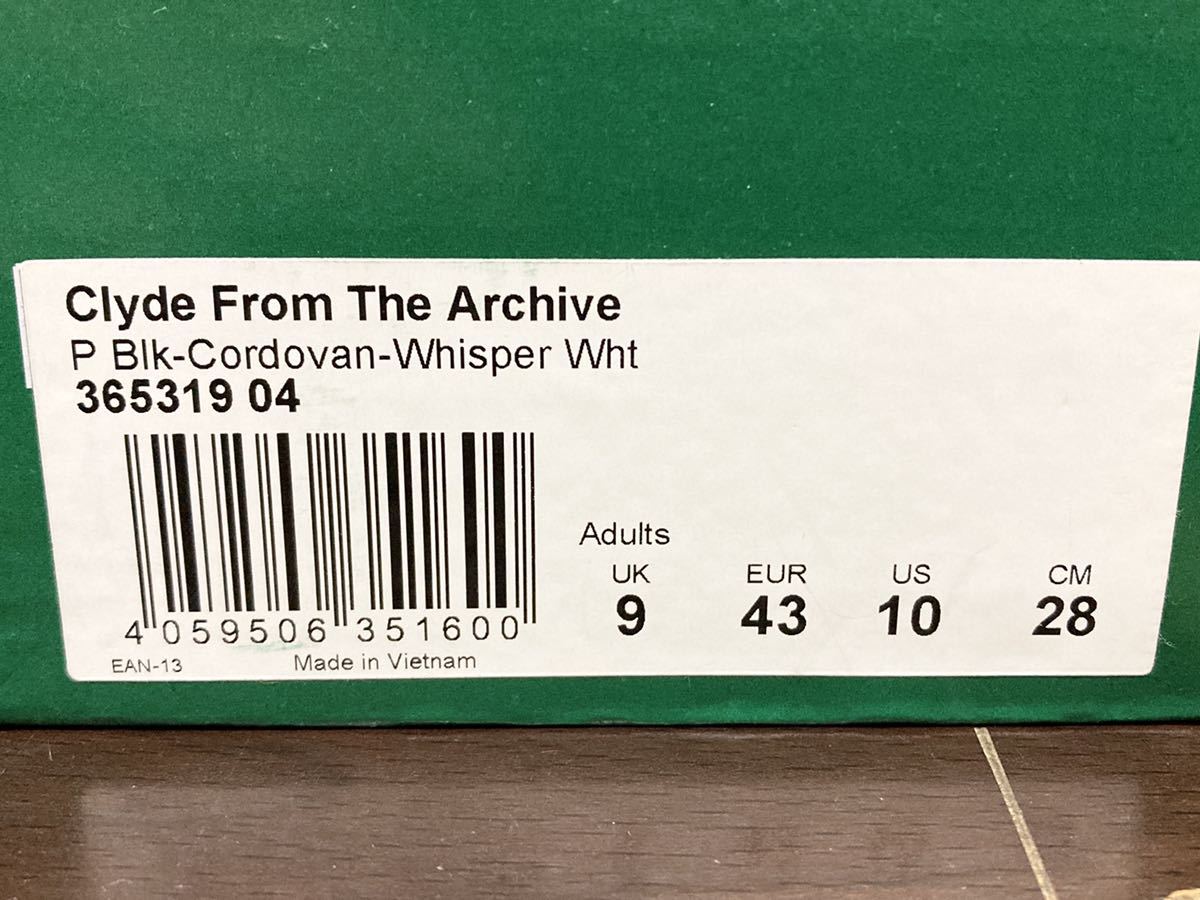 Clyde From The Archive
P Blk-Cordovan-Whisper Wht
365319 04
4 059506 351600
EAN-13 Made in Vietnam
Adults
UK EUR US CM
9 43 10 28